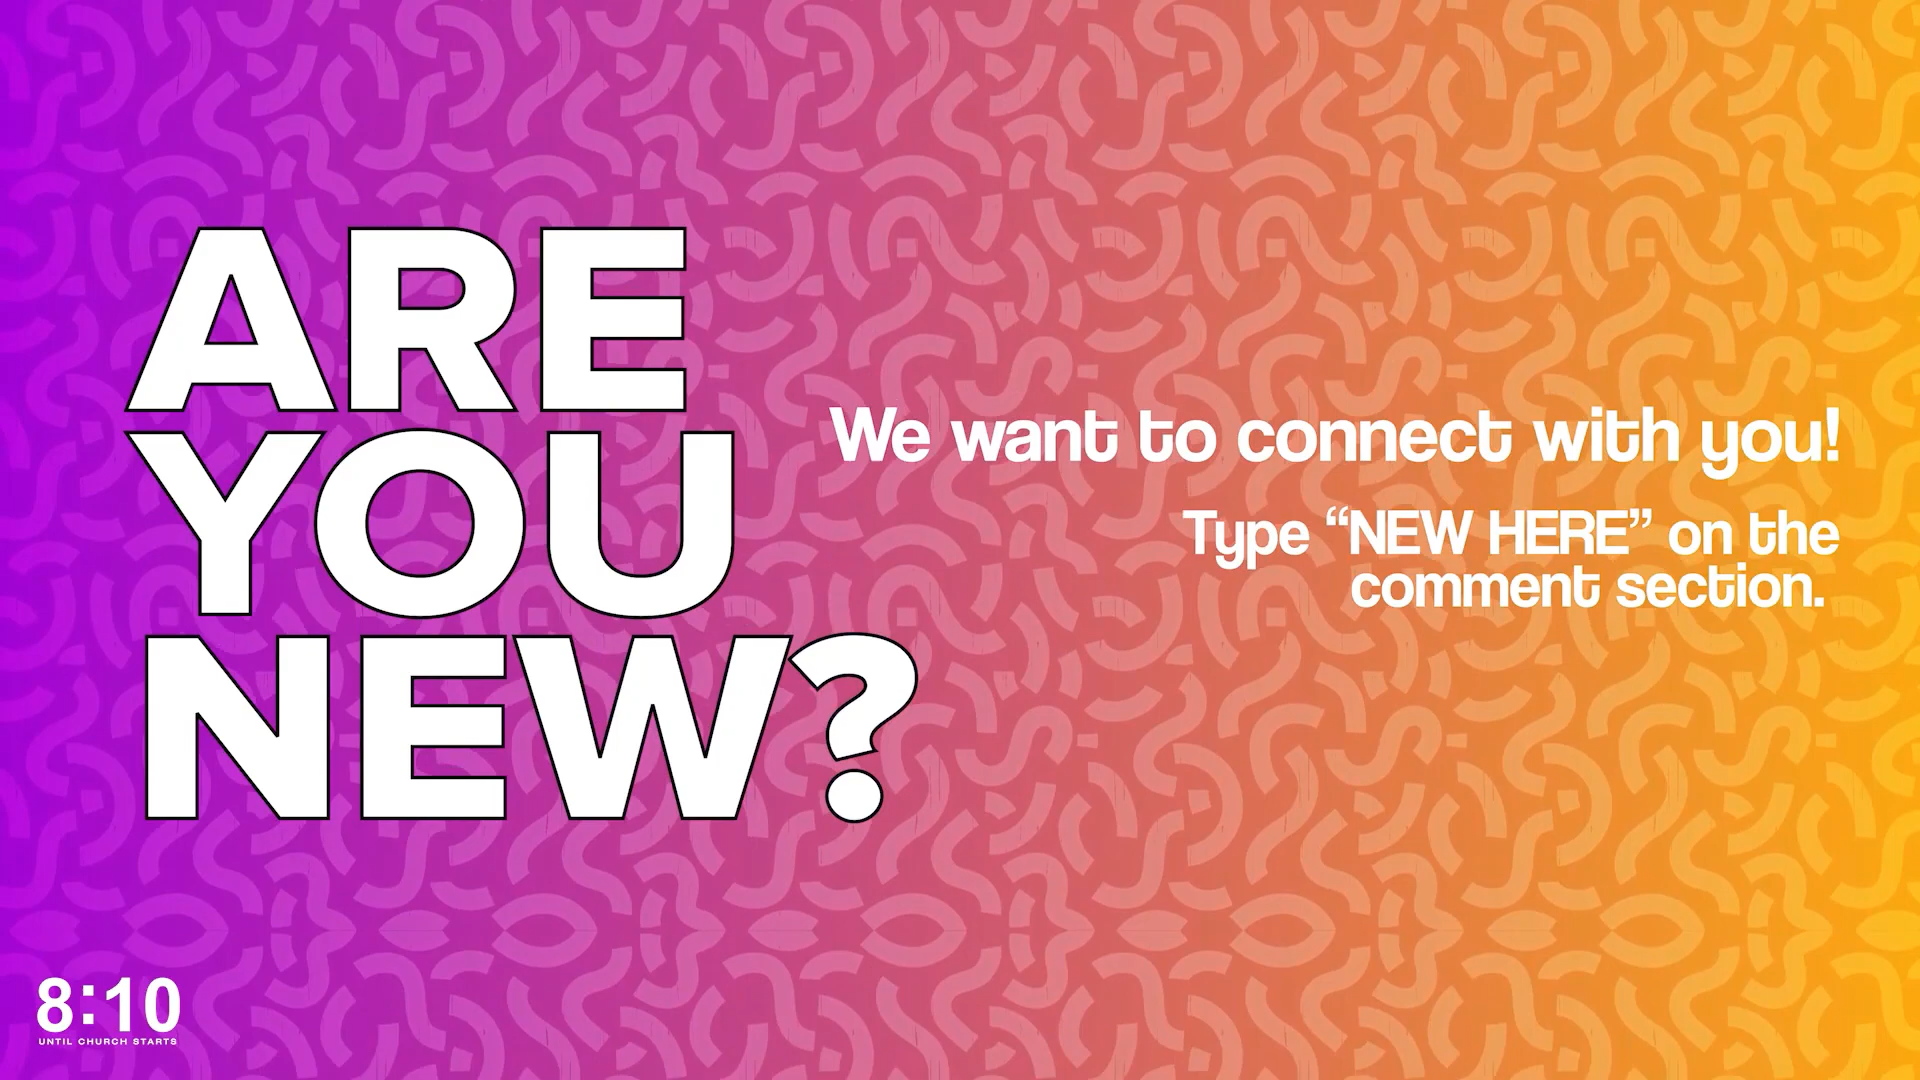 ARE
YOU
NEW?
We want to connect with you!
Type “NEW HERE” on the
comment section.
8:10
UNTIL CHURCH STARTS